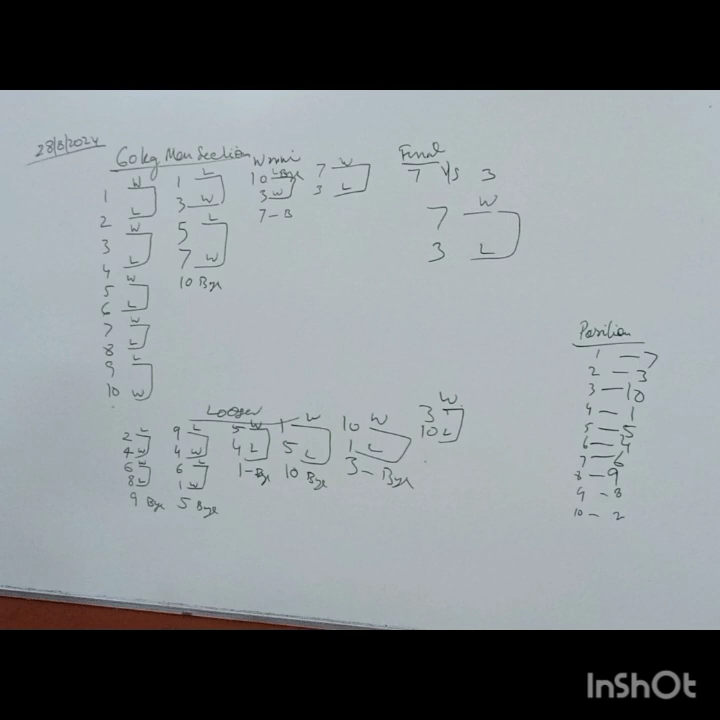 28/8/2024
60kg Men Section
1 W
2 L
3 W
4 L
5 W
6 L
7 W
8 L
9 L
10 W
1 L
3 W
5 L
7 W
10 Bye
10 L Bye
3 W
7 - B
7 W
3 L
Final
7 V/s 3
7 W
3 L
Looser
2 L
4 W
6 W
8 L
9 Bye
9 L
4 W
6 L
1 W
5 Bye
5 W
4 L
1 - Bye
1 W
5 L
10 Bye
10 W
1 L
3 - Bye
3 W
10 L
Position
1 — 7
2 — 3
3 — 10
4 — 1
5 — 5
6 — 4
7 — 6
8 — 9
9 - 8
10 - 2
InShOt